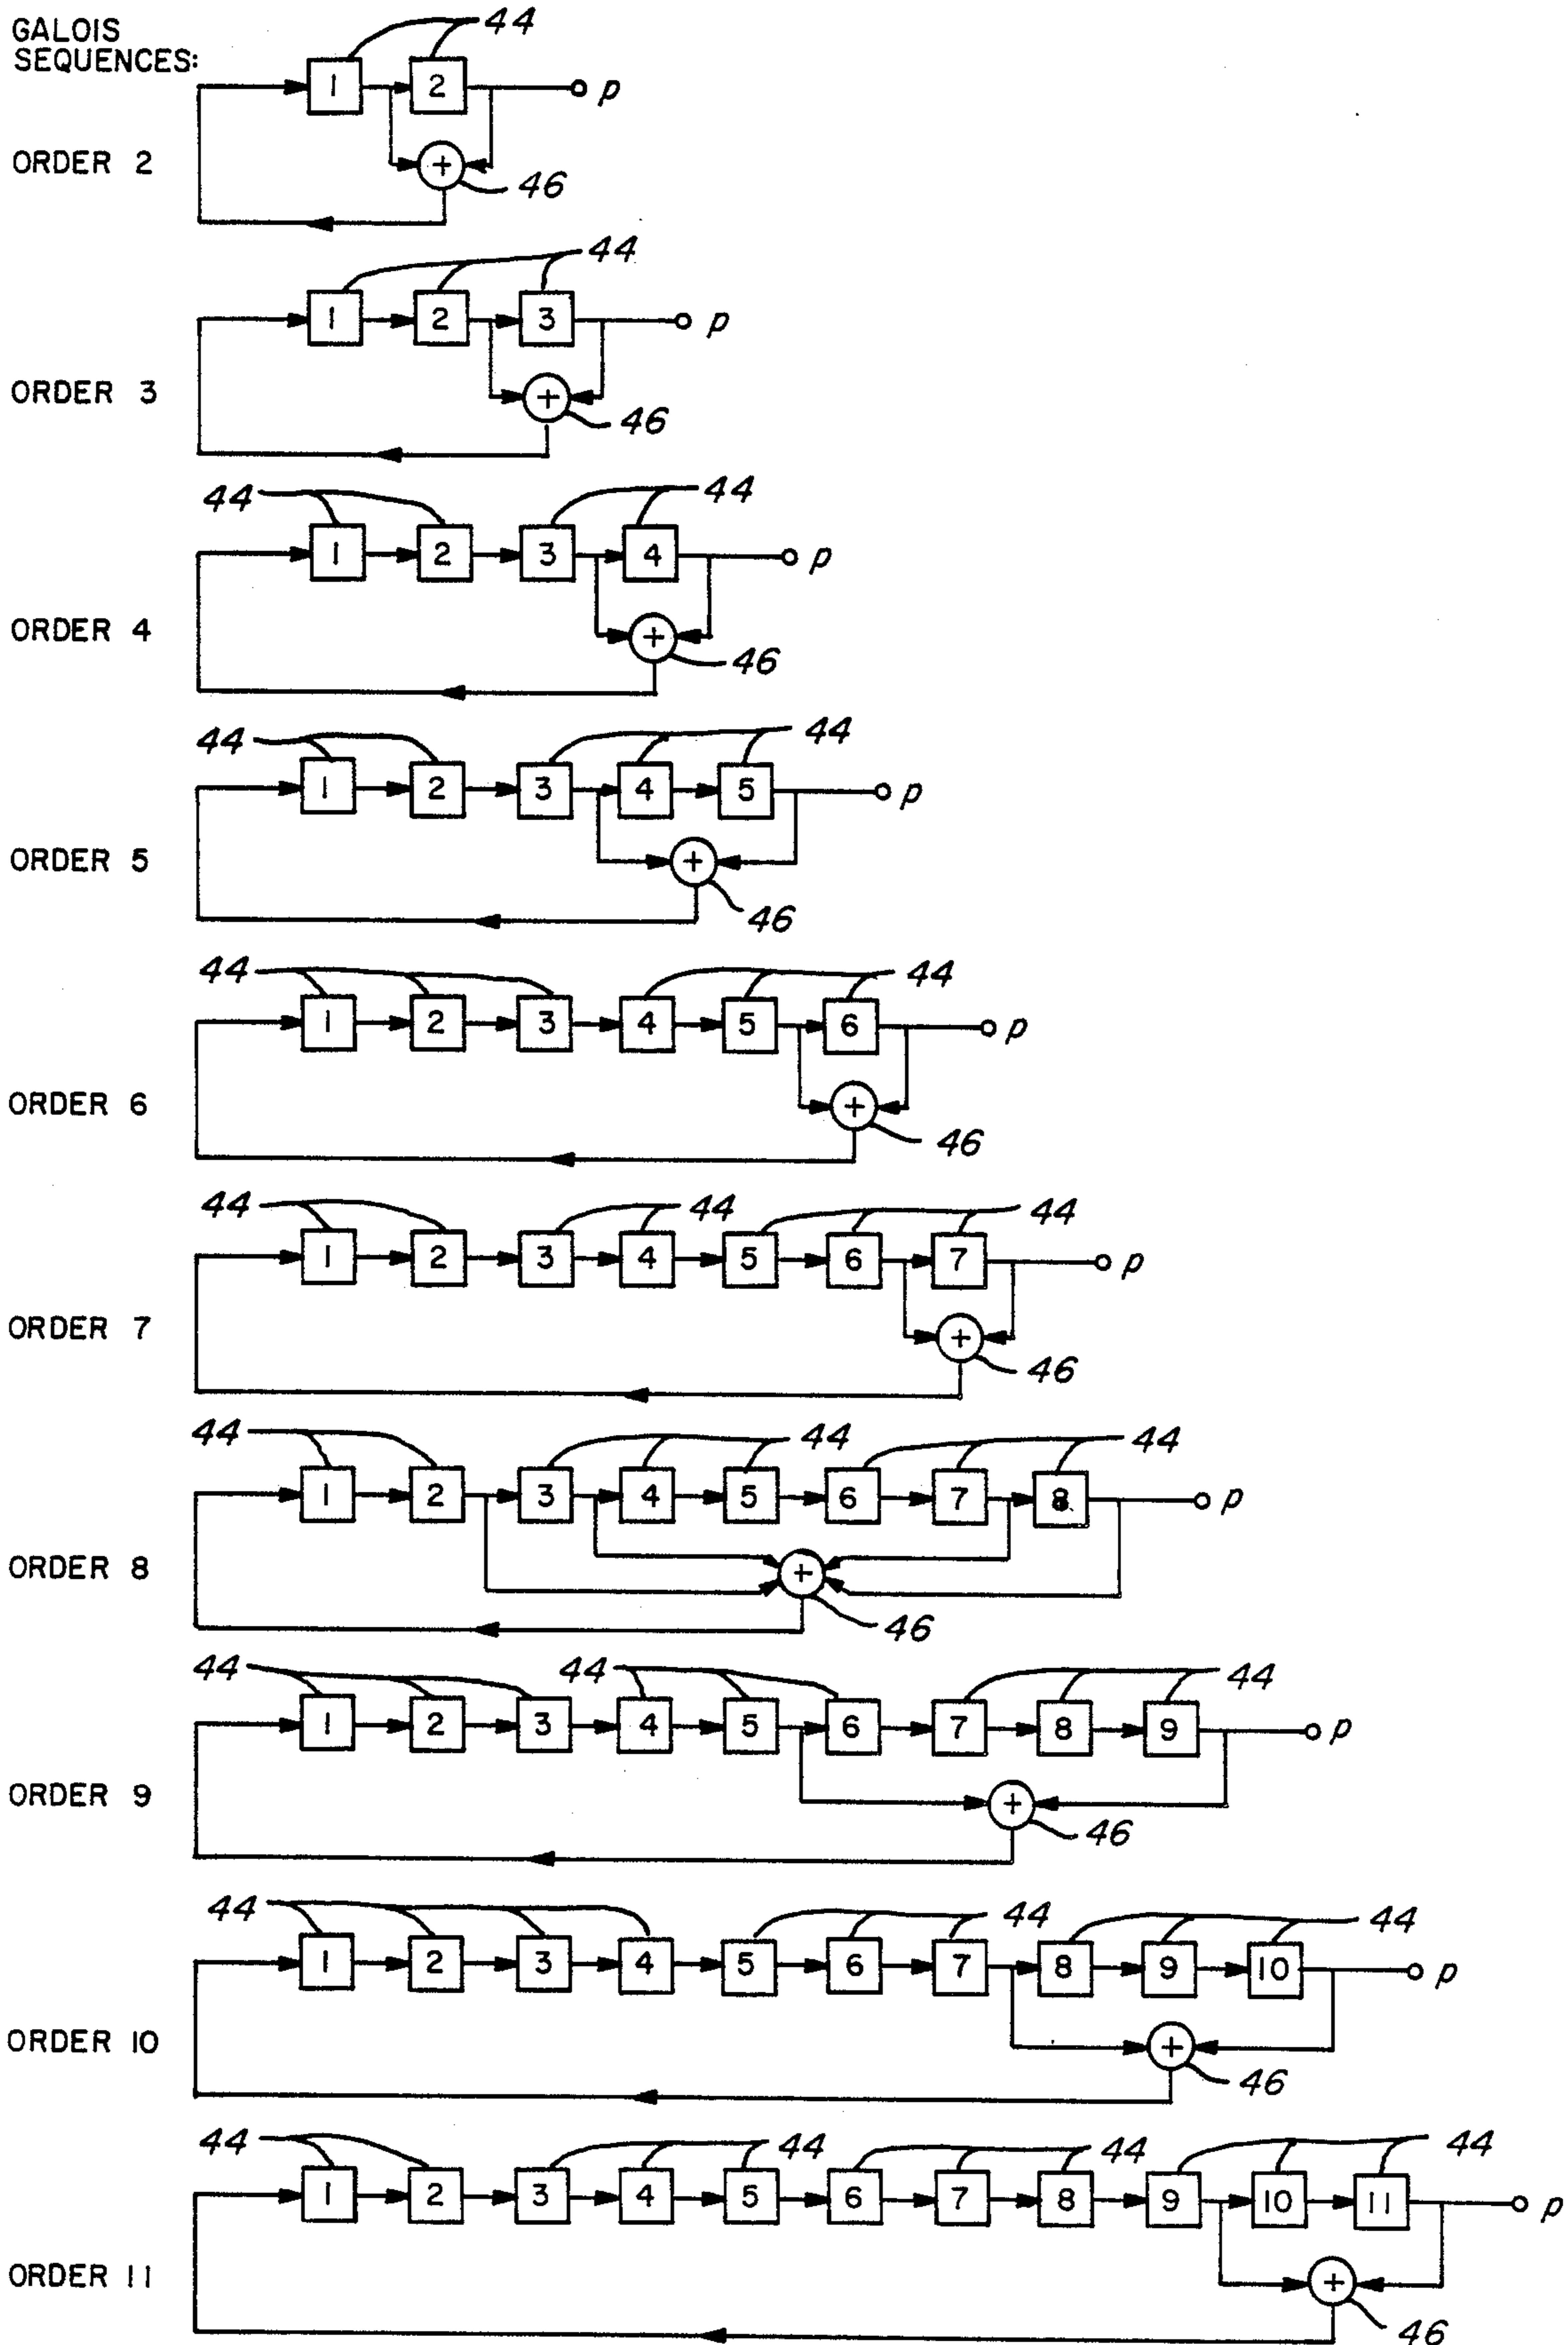 GALOIS
SEQUENCES:
44
1 2 p
ORDER 2
+
46
44
1 2 3 p
ORDER 3
+
46
44 44
1 2 3 4 p
ORDER 4
+
46
44 44
1 2 3 4 5 p
ORDER 5
+
46
44 44
1 2 3 4 5 6 p
ORDER 6
+
46
44 44 44
1 2 3 4 5 6 7 p
ORDER 7
+
46
44 44 44
1 2 3 4 5 6 7 8 p
ORDER 8
+
46
44 44 44
1 2 3 4 5 6 7 8 9 p
ORDER 9
+
46
44 44 44
1 2 3 4 5 6 7 8 9 10 p
ORDER 10
+
46
44 44 44 44
1 2 3 4 5 6 7 8 9 10 11 p
ORDER 11
+
46